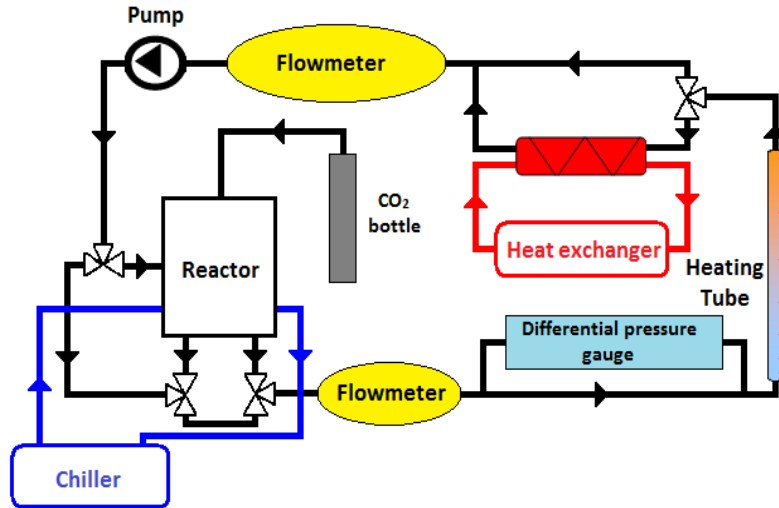 Pump
Flowmeter
CO₂
bottle
Reactor
Heat exchanger
Heating
Tube
Differential pressure
gauge
Flowmeter
Chiller